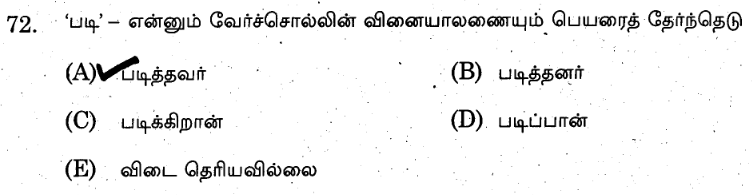 72. 'படி' – என்னும் வேர்ச்சொல்லின் வினையாலணையும் பெயரைத் தேர்ந்தெடு
(A) படித்தவர் (B) படித்தனர்
(C) படிக்கிறான் (D) படிப்பான்
(E) விடை தெரியவில்லை